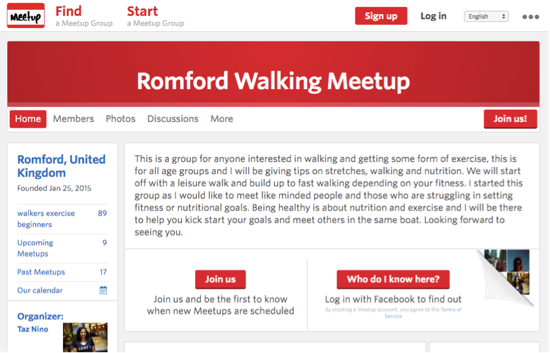 Meetup
Find
a Meetup Group
Start
a Meetup Group
Sign up
Log in
English
Romford Walking Meetup
Home
Members
Photos
Discussions
More
Join us!
Romford, United
Kingdom
Founded Jan 25, 2015
walkers exercise
beginners
89
Upcoming
Meetups
9
Past Meetups
17
Our calendar
Organizer:
Taz Nino
This is a group for anyone interested in walking and getting some form of exercise, this is
for all age groups and I will be giving tips on stretches, walking and nutrition. We will start
off with a leisure walk and build up to fast walking depending on your fitness. I started this
group as I would like to meet like minded people and those who are struggling in setting
fitness or nutritional goals. Being healthy is about nutrition and exercise and I will be there
to help you kick start your goals and meet others in the same boat. Looking forward to
seeing you.
Join us
Join us and be the first to know
when new Meetups are scheduled
Who do I know here?
Log in with Facebook to find out
By creating a Meetup account, you agree to the Terms of
Service